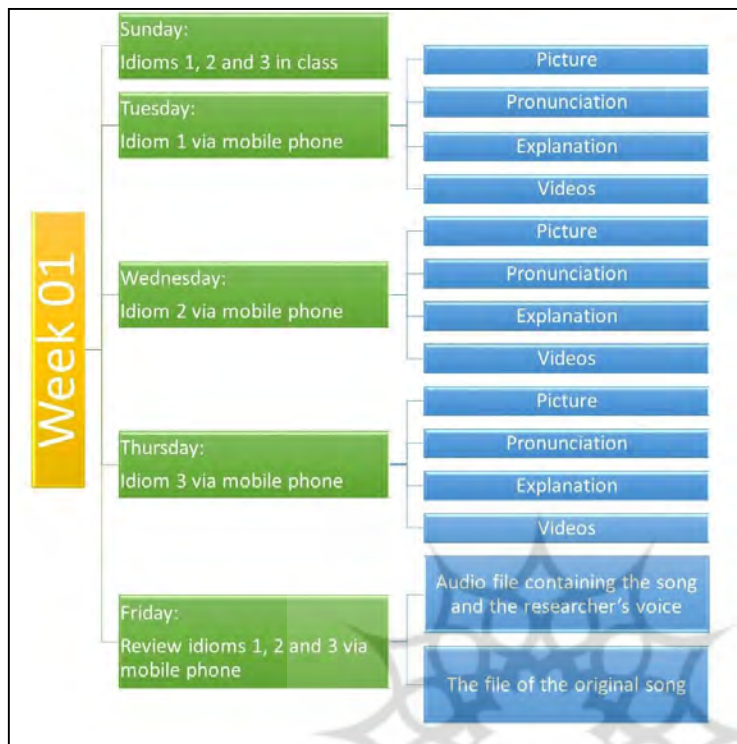 Week 01
Sunday:
Idioms 1, 2 and 3 in class
Tuesday:
Idiom 1 via mobile phone
Picture
Pronunciation
Explanation
Videos
Wednesday:
Idiom 2 via mobile phone
Picture
Pronunciation
Explanation
Videos
Thursday:
Idiom 3 via mobile phone
Picture
Pronunciation
Explanation
Videos
Friday:
Review idioms 1, 2 and 3 via
mobile phone
Audio file containing the song
and the researcher's voice
The file of the original song